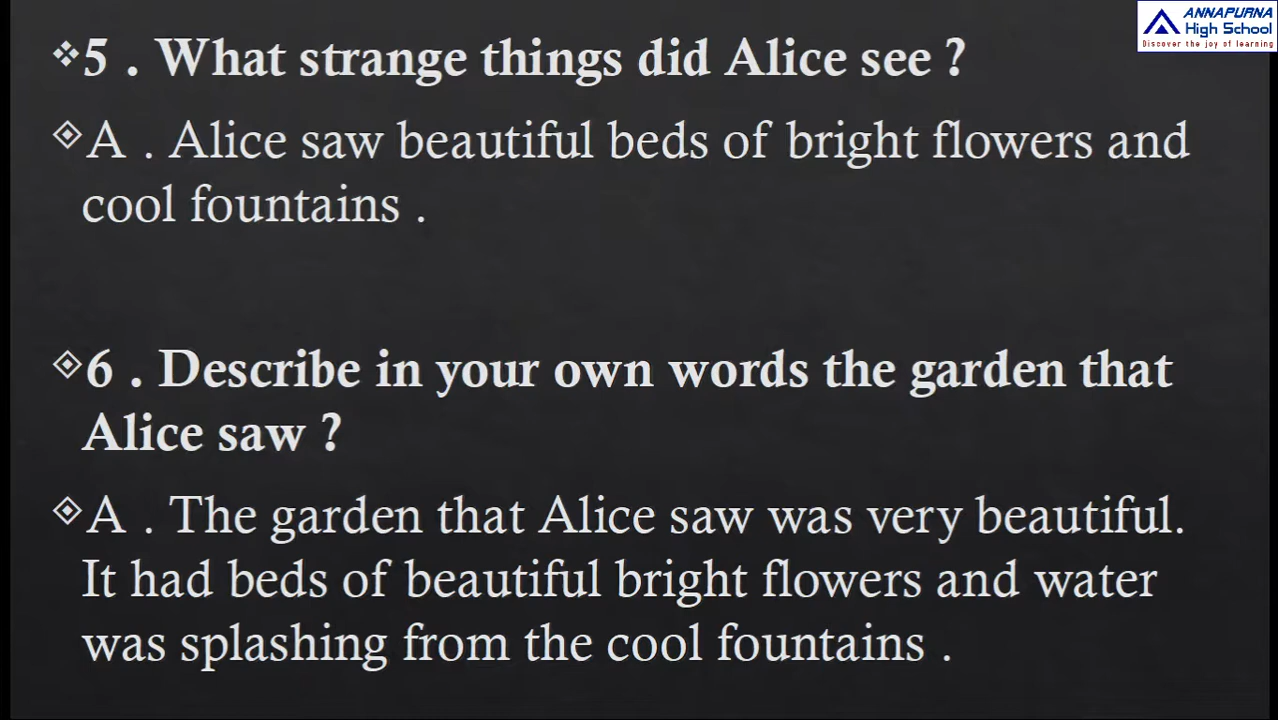 ANNAPURNA
High School
Discover the joy of learning
❖5 . What strange things did Alice see ?
◈A . Alice saw beautiful beds of bright flowers and
cool fountains .
◈6 . Describe in your own words the garden that
Alice saw ?
◈A . The garden that Alice saw was very beautiful.
It had beds of beautiful bright flowers and water
was splashing from the cool fountains .